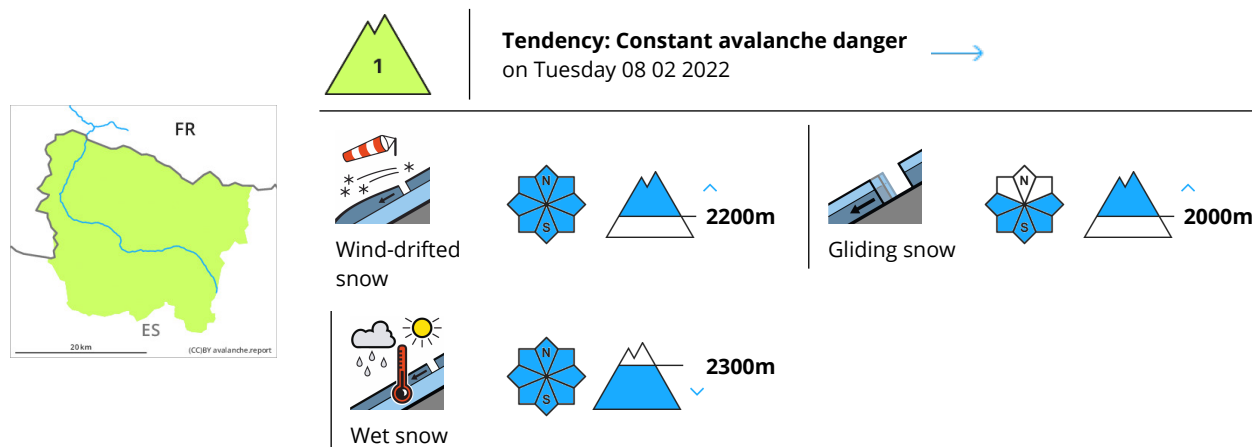 1
Tendency: Constant avalanche danger
on Tuesday 08 02 2022
FR
ES
20 km
(CC)BY avalanche.report
N
S
2200m
Wind-drifted
snow
N
S
2000m
Gliding snow
N
S
2300m
Wet snow